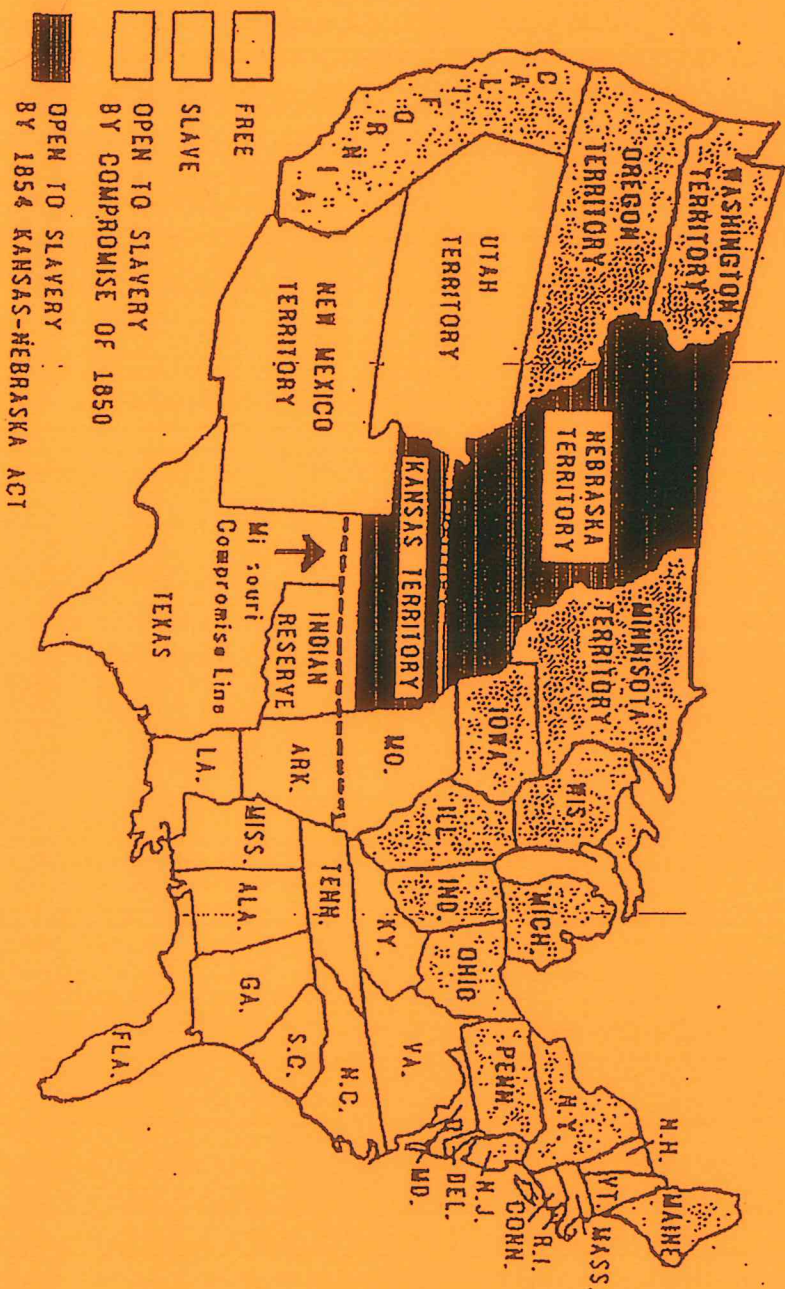 WASHINGTON
TERRITORY
OREGON
TERRITORY
CALIFORNIA
UTAH
TERRITORY
NEW MEXICO
TERRITORY
NEBRASKA
TERRITORY
KANSAS TERRITORY
MINNISOTA
TERRITORY
Mi souri
Compromise Line
INDIAN
RESERVE
TEXAS
IOWA
MO.
ARK.
LA.
WIS.
ILL.
MISS.
MICH.
IND.
OHIO
KY.
TENN.
ALA.
GA.
FLA.
S.C.
N.C.
VA.
PENN.
N.Y.
N.H.
VT.
MAINE
MASS.
R.I.
CONN.
N.J.
DEL.
MD.
FREE
SLAVE
OPEN TO SLAVERY
BY COMPROMISE OF 1850
OPEN TO SLAVERY
BY 1854 KANSAS-NEBRASKA ACT